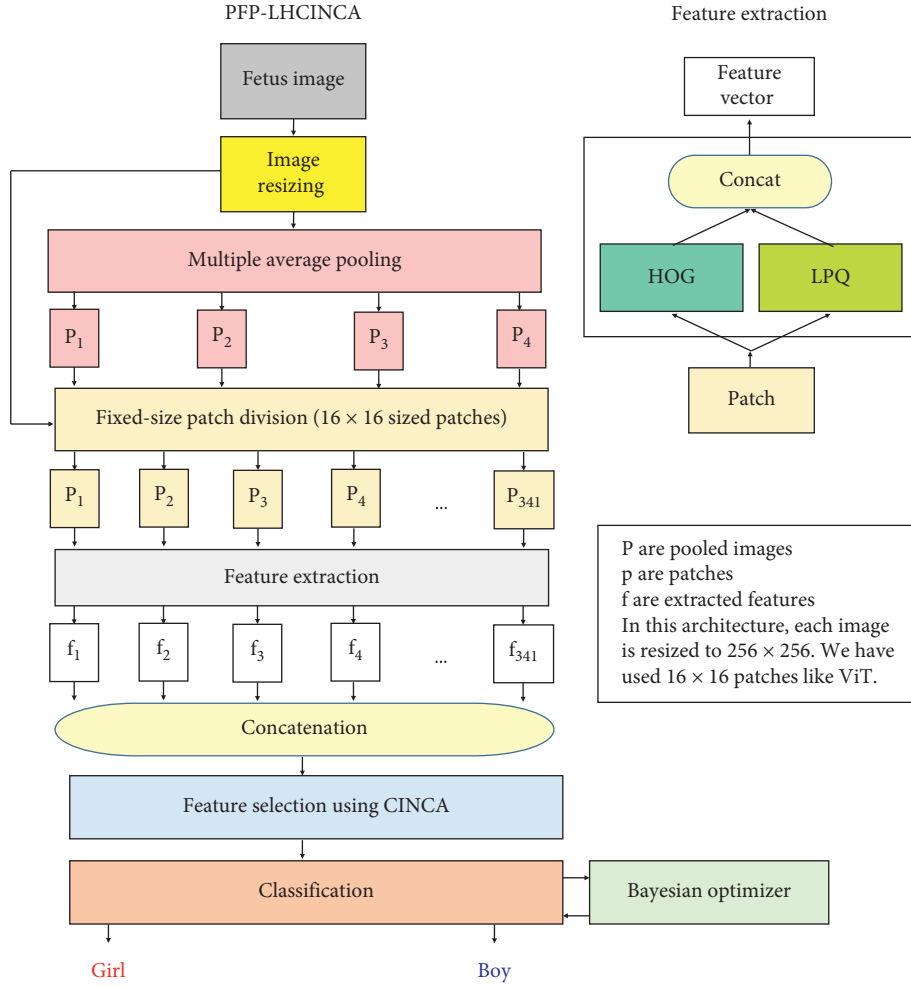 PFP-LHCINCA
Fetus image
Image
resizing
Multiple average pooling
P1 P2 P3 P4
Fixed-size patch division (16 × 16 sized patches)
P1 P2 P3 P4 ... P341
Feature extraction
f1 f2 f3 f4 ... f341
Concatenation
Feature selection using CINCA
Classification
Bayesian optimizer
Girl
Boy
Feature extraction
Feature
vector
Concat
HOG
LPQ
Patch
P are pooled images
p are patches
f are extracted features
In this architecture, each image
is resized to 256 × 256. We have
used 16 × 16 patches like ViT.